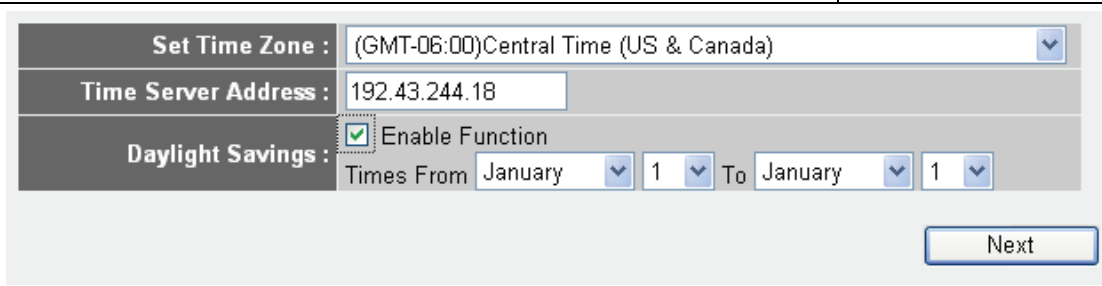 Set Time Zone : (GMT-06:00)Central Time (US & Canada)
Time Server Address : 192.43.244.18
Daylight Savings : Enable Function
Times From January 1 To January 1
Next